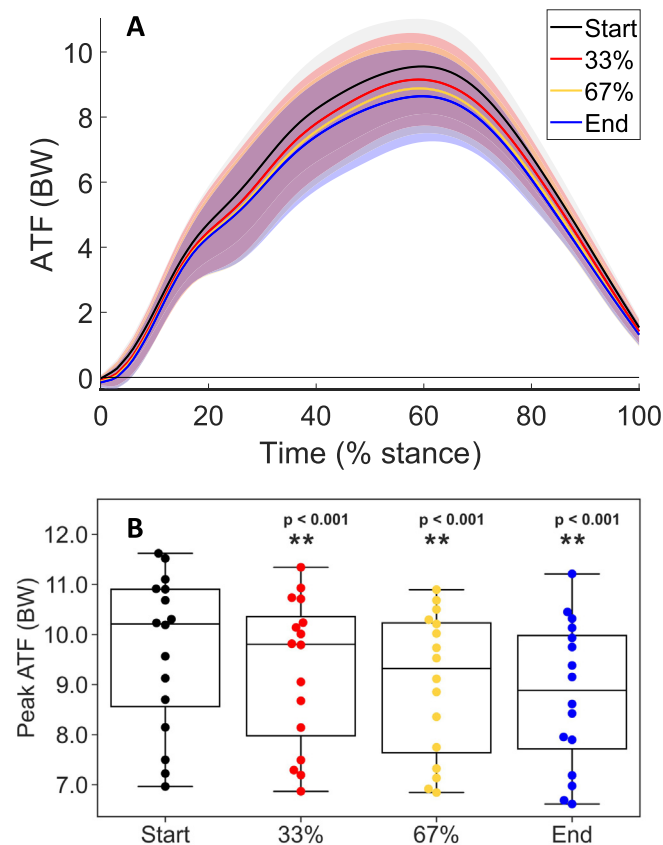 A
Start
33%
67%
End
10
8
6
4
2
0
ATF (BW)
0 20 40 60 80 100
Time (% stance)
B
p < 0.001 p < 0.001 p < 0.001
** ** **
12.0
11.0
10.0
9.0
8.0
7.0
Peak ATF (BW)
Start 33% 67% End